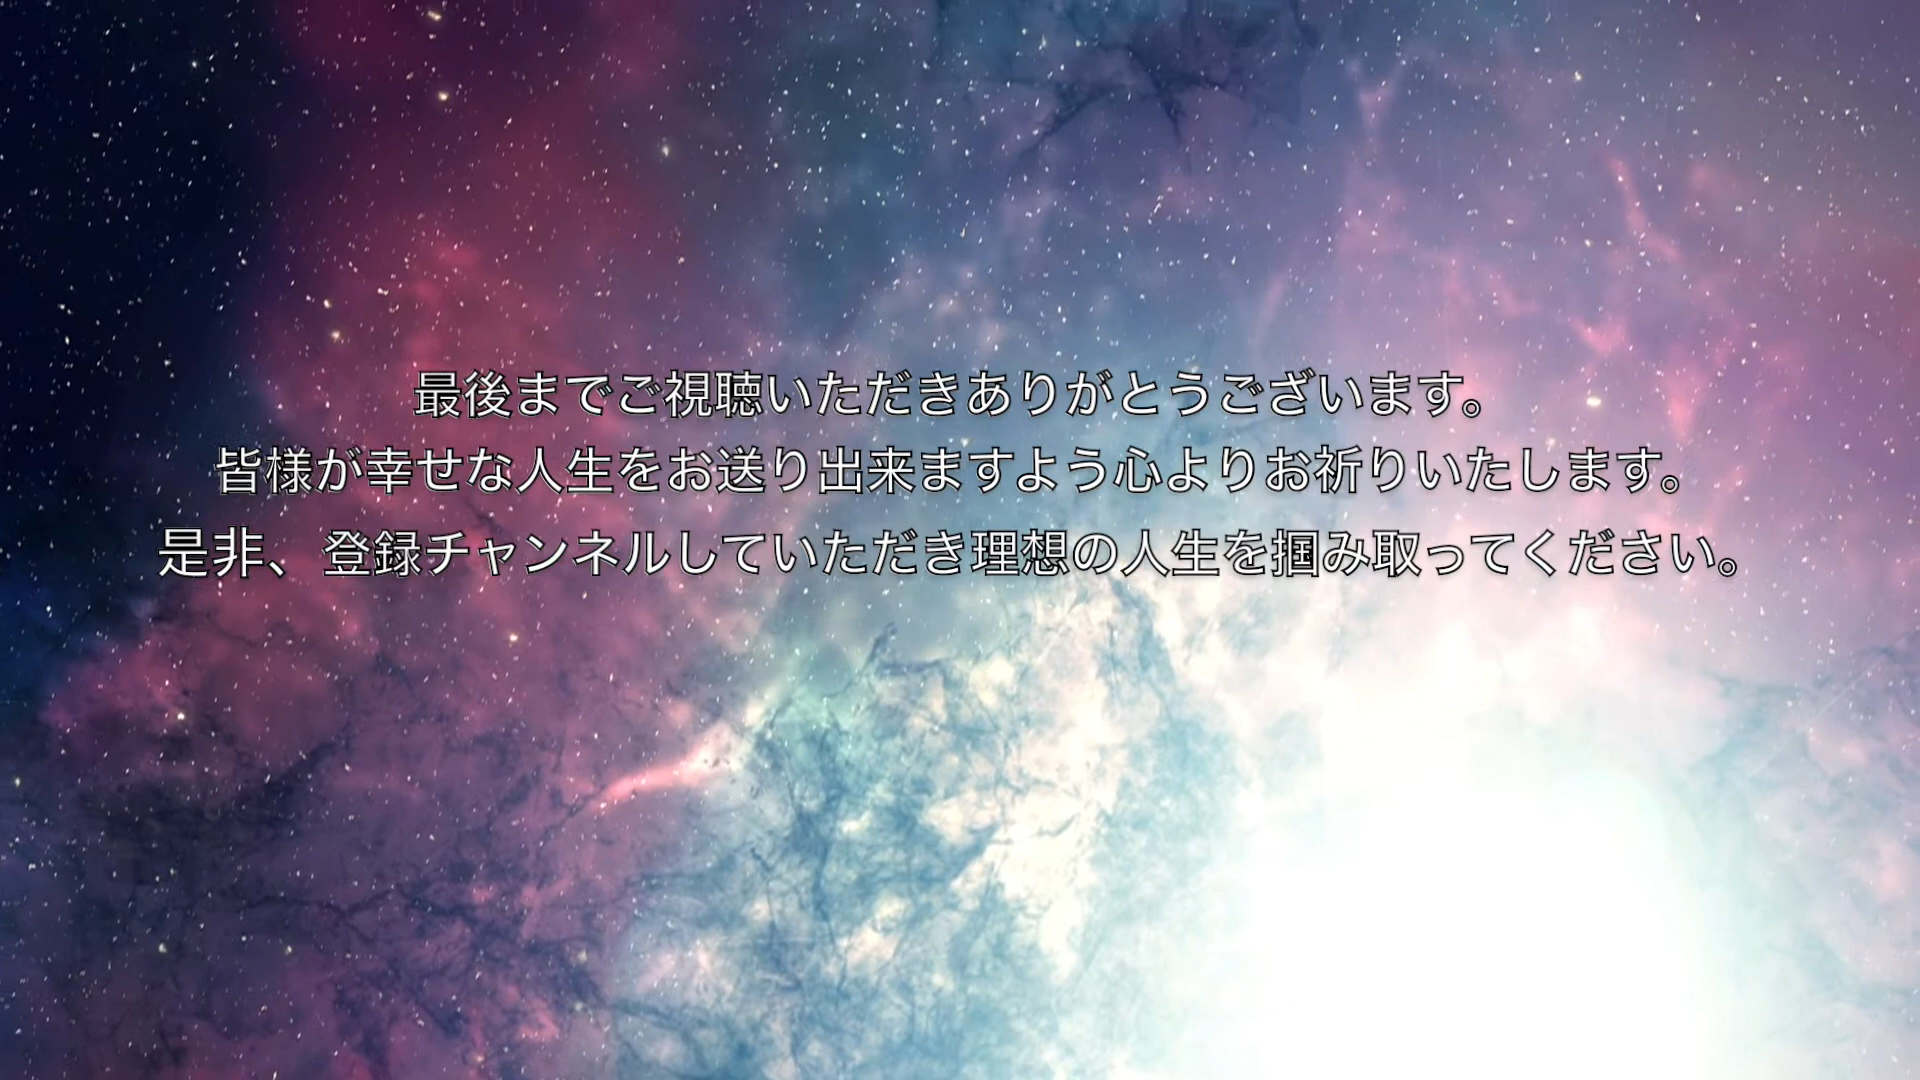 最後までご視聴いただきありがとうございます。
皆様が幸せな人生をお送り出来ますよう心よりお祈りいたします。
是非、登録チャンネルしていただき理想の人生を掴み取ってください。